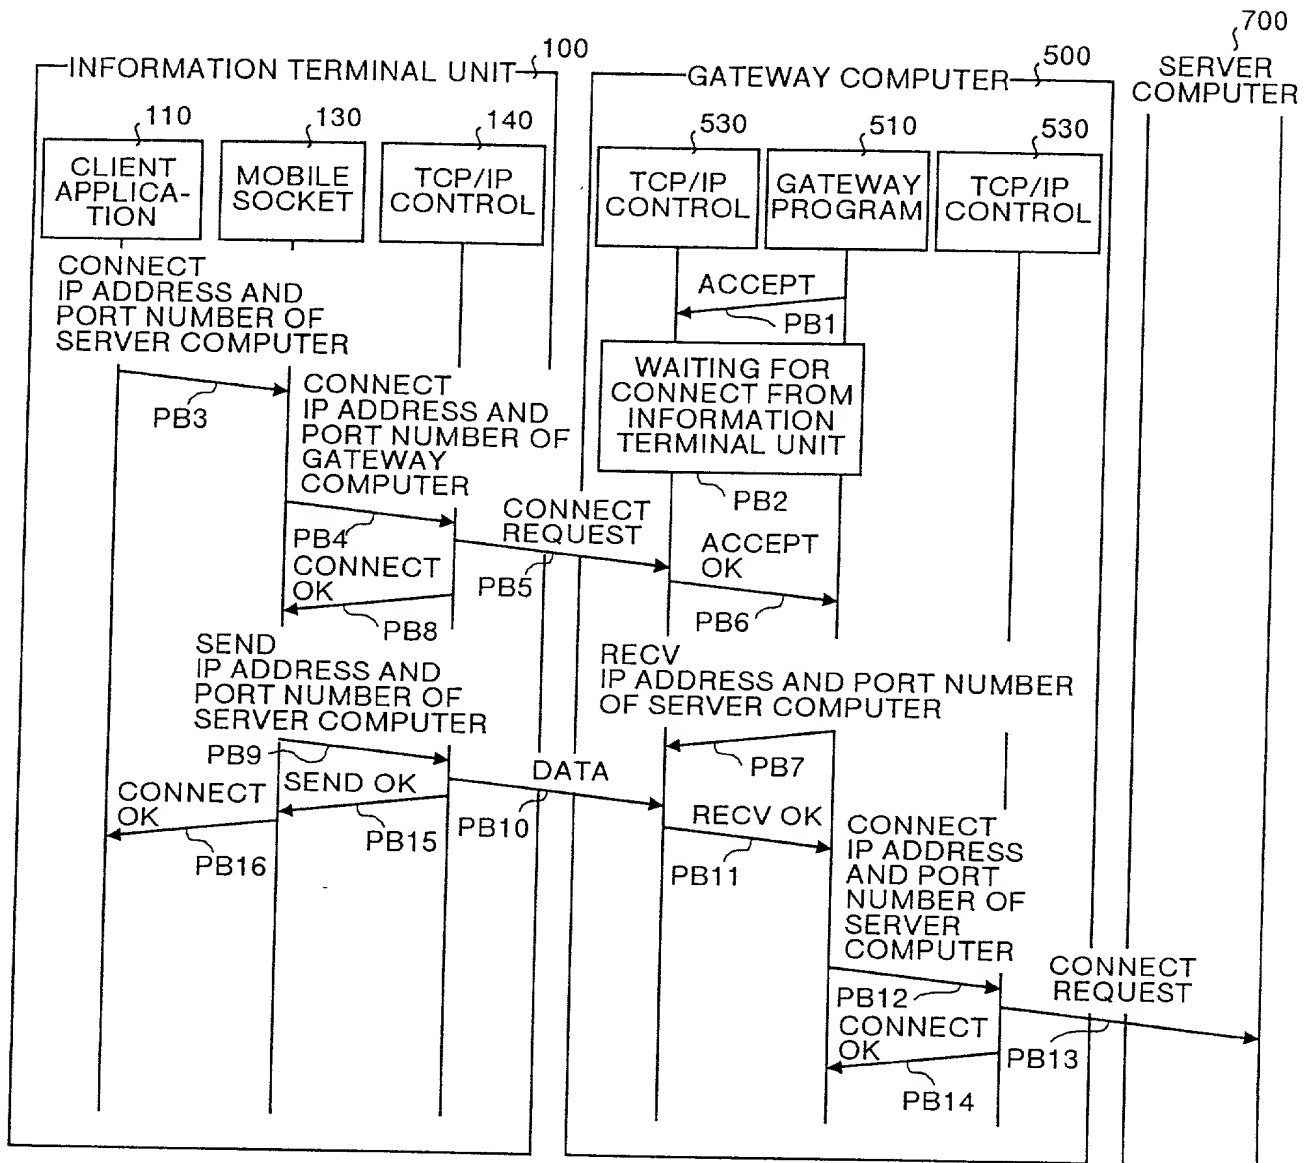 700
SERVER
COMPUTER
INFORMATION TERMINAL UNIT
100
GATEWAY COMPUTER
500
110
130
140
530
510
530
CLIENT
APPLICA-
TION
MOBILE
SOCKET
TCP/IP
CONTROL
TCP/IP
CONTROL
GATEWAY
PROGRAM
TCP/IP
CONTROL
CONNECT
IP ADDRESS AND
PORT NUMBER OF
SERVER COMPUTER
ACCEPT
PB1
WAITING FOR
CONNECT FROM
INFORMATION
TERMINAL UNIT
PB2
PB3
CONNECT
IP ADDRESS AND
PORT NUMBER OF
GATEWAY
COMPUTER
PB4
CONNECT
REQUEST
PB5
ACCEPT
OK
PB6
CONNECT
OK
PB8
SEND
IP ADDRESS AND
PORT NUMBER OF
SERVER COMPUTER
RECV
IP ADDRESS AND PORT NUMBER
OF SERVER COMPUTER
PB9
PB7
DATA
PB10
SEND OK
PB15
CONNECT
OK
PB16
RECV OK
PB11
CONNECT
IP ADDRESS
AND PORT
NUMBER OF
SERVER
COMPUTER
PB12
CONNECT
REQUEST
PB13
CONNECT
OK
PB14